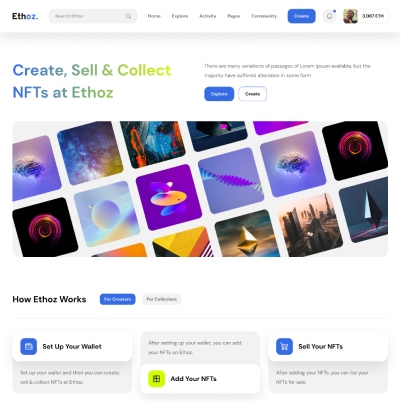 Ethoz.
Search Ethoz
Home
Explore
Activity
Pages
Community
Create
3.067 ETH
Create, Sell & Collect
NFTs at Ethoz
There are many variations of passages of Lorem Ipsum available, but the
majority have suffered alteration in some form
Explore
Create
How Ethoz Works
For Creators
For Collectors
Set Up Your Wallet
Set up your wallet and then you can create,
sell & collect NFTs at Ethoz.
After setting up your wallet, you can add
your NFTs on Ethoz.
Add Your NFTs
Sell Your NFTs
After adding your NFTs, you can list your
NFTs for sale.